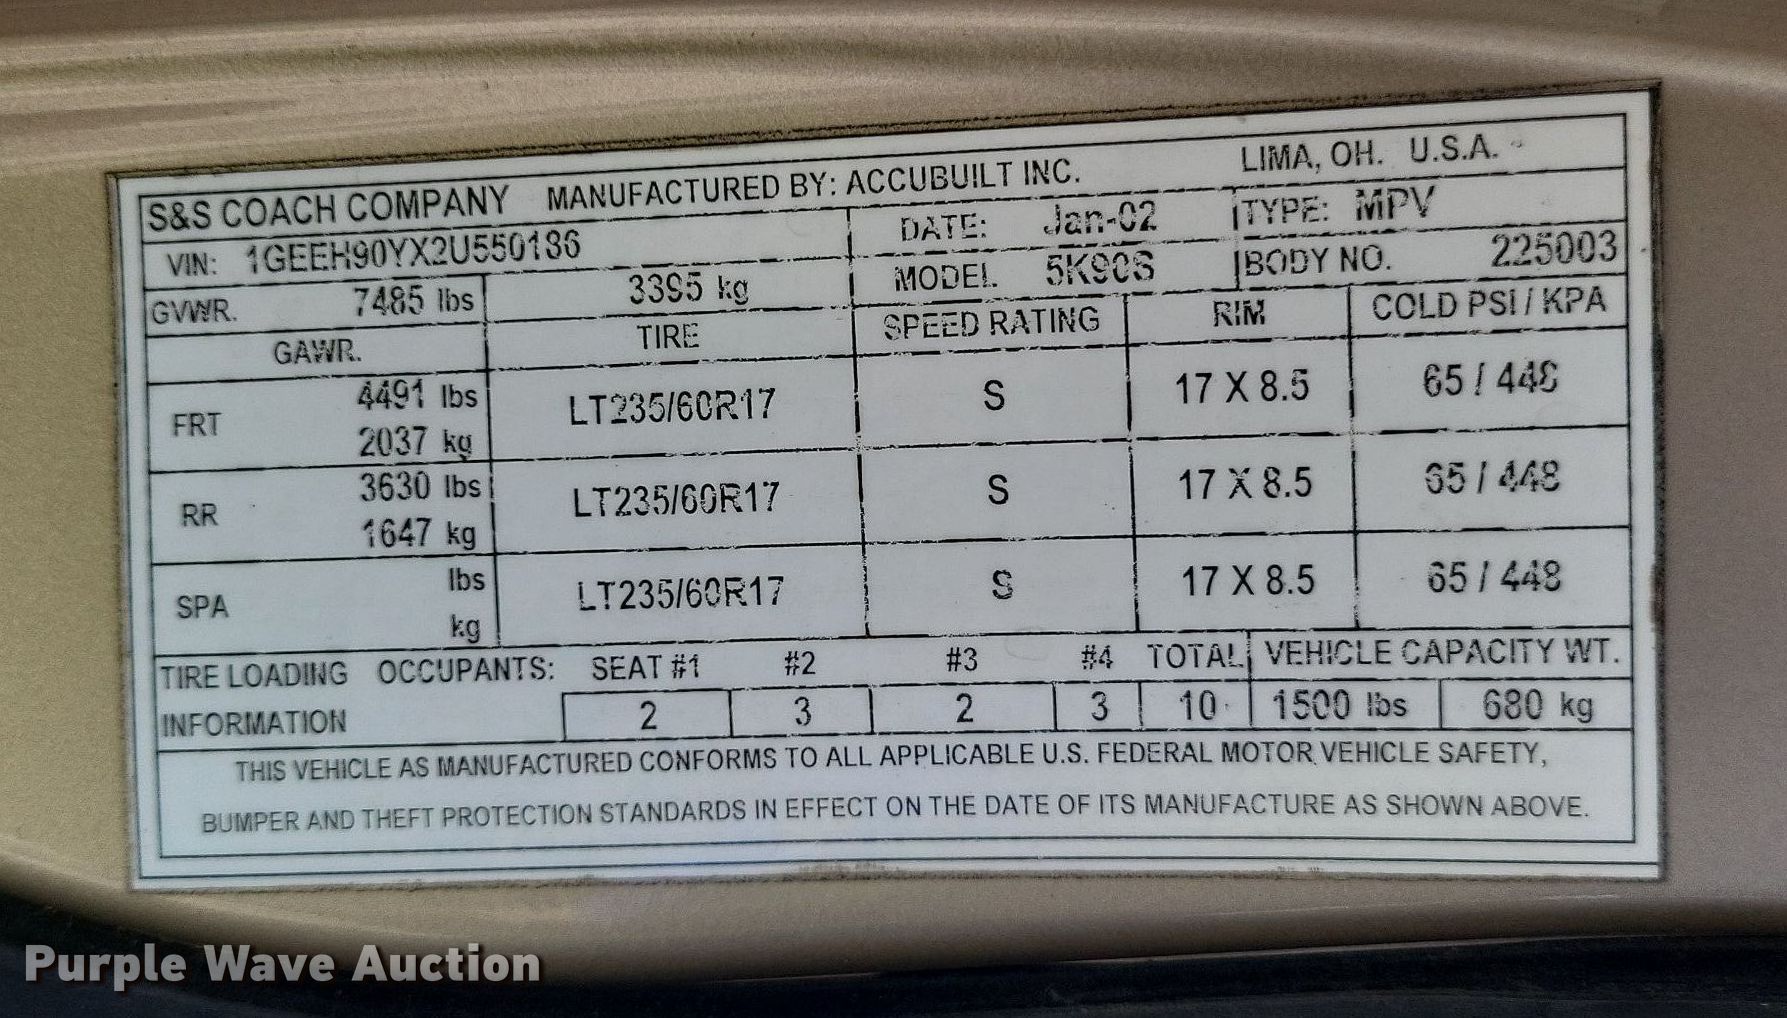 S&S COACH COMPANY MANUFACTURED BY: ACCUBUILT INC. LIMA, OH. U.S.A.
VIN: 1GEEH90YX2U550186 DATE: Jan-02 TYPE: MPV
GVWR. 7485 lbs 3395 kg MODEL 5K90S BODY NO. 225003
GAWR. TIRE SPEED RATING RIM COLD PSI / KPA
FRT 4491 lbs 2037 kg LT235/60R17 S 17 X 8.5 65 / 448
RR 3630 lbs 1647 kg LT235/60R17 S 17 X 8.5 65 / 448
SPA lbs kg LT235/60R17 S 17 X 8.5 65 / 448
TIRE LOADING OCCUPANTS: SEAT #1 #2 #3 #4 TOTAL VEHICLE CAPACITY WT.
INFORMATION 2 3 2 3 10 1500 lbs 680 kg
THIS VEHICLE AS MANUFACTURED CONFORMS TO ALL APPLICABLE U.S. FEDERAL MOTOR VEHICLE SAFETY,
BUMPER AND THEFT PROTECTION STANDARDS IN EFFECT ON THE DATE OF ITS MANUFACTURE AS SHOWN ABOVE.
Purple Wave Auction